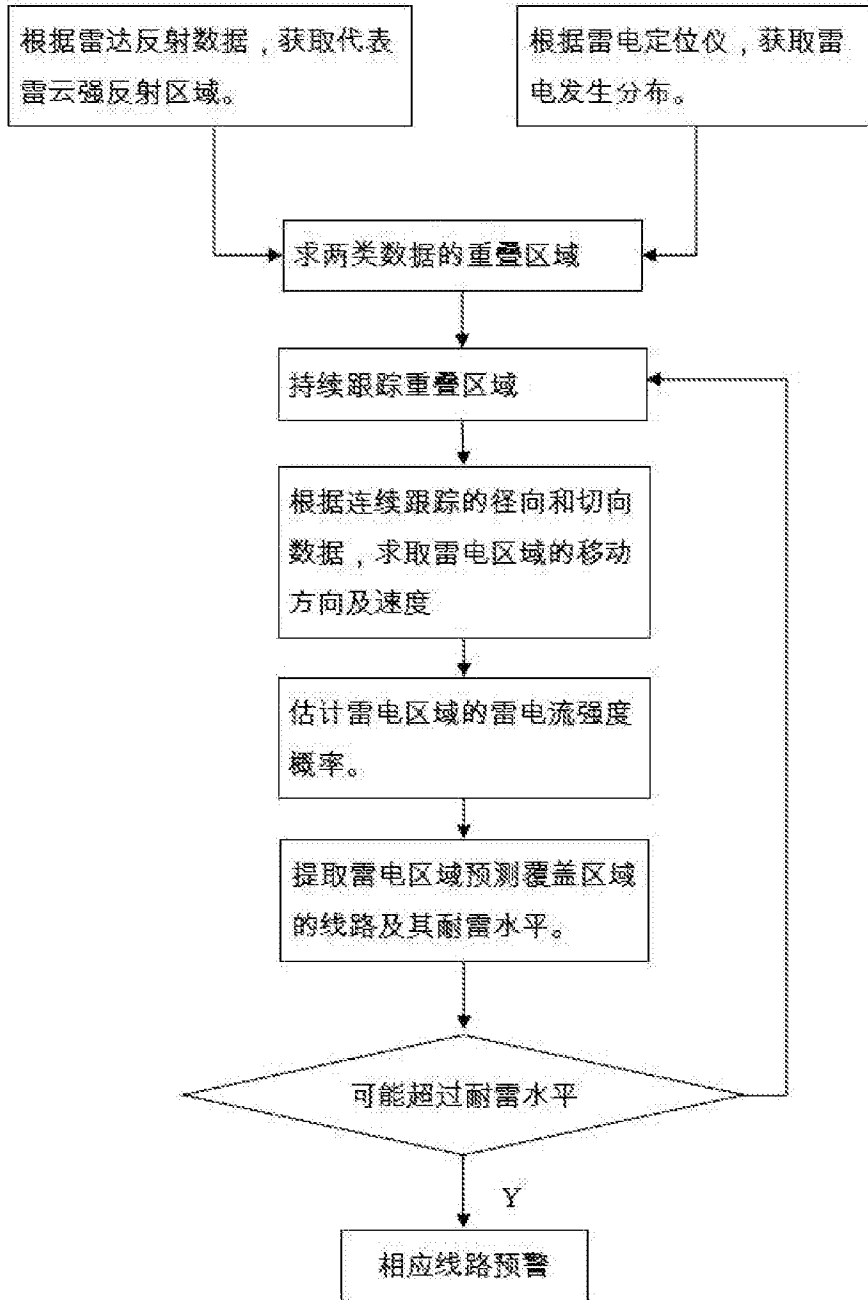 根据雷达反射数据，获取代表
雷云强反射区域。
根据雷电定位仪，获取雷
电发生分布。
求两类数据的重叠区域
持续跟踪重叠区域
根据连续跟踪的径向和切向
数据，求取雷电区域的移动
方向及速度
估计雷电区域的雷电流强度
概率。
提取雷电区域预测覆盖区域
的线路及其耐雷水平。
可能超过耐雷水平
Y
相应线路预警